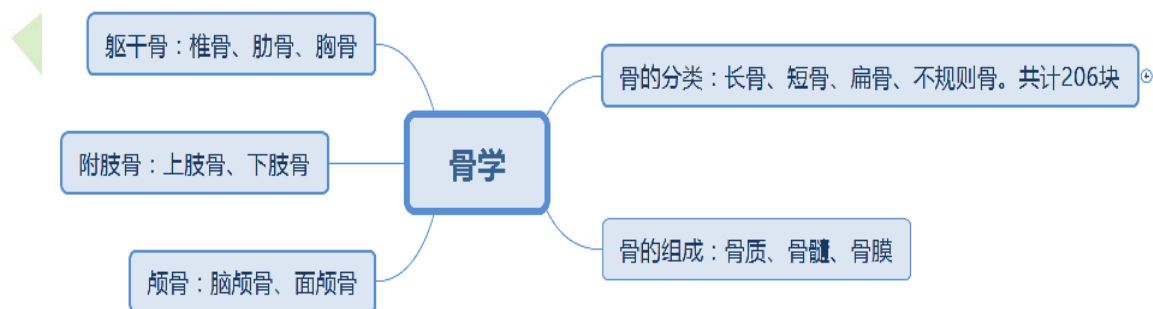 骨学
骨的分类：长骨、短骨、扁骨、不规则骨。共计206块
骨的组成：骨质、骨髓、骨膜
躯干骨：椎骨、肋骨、胸骨
附肢骨：上肢骨、下肢骨
颅骨：脑颅骨、面颅骨